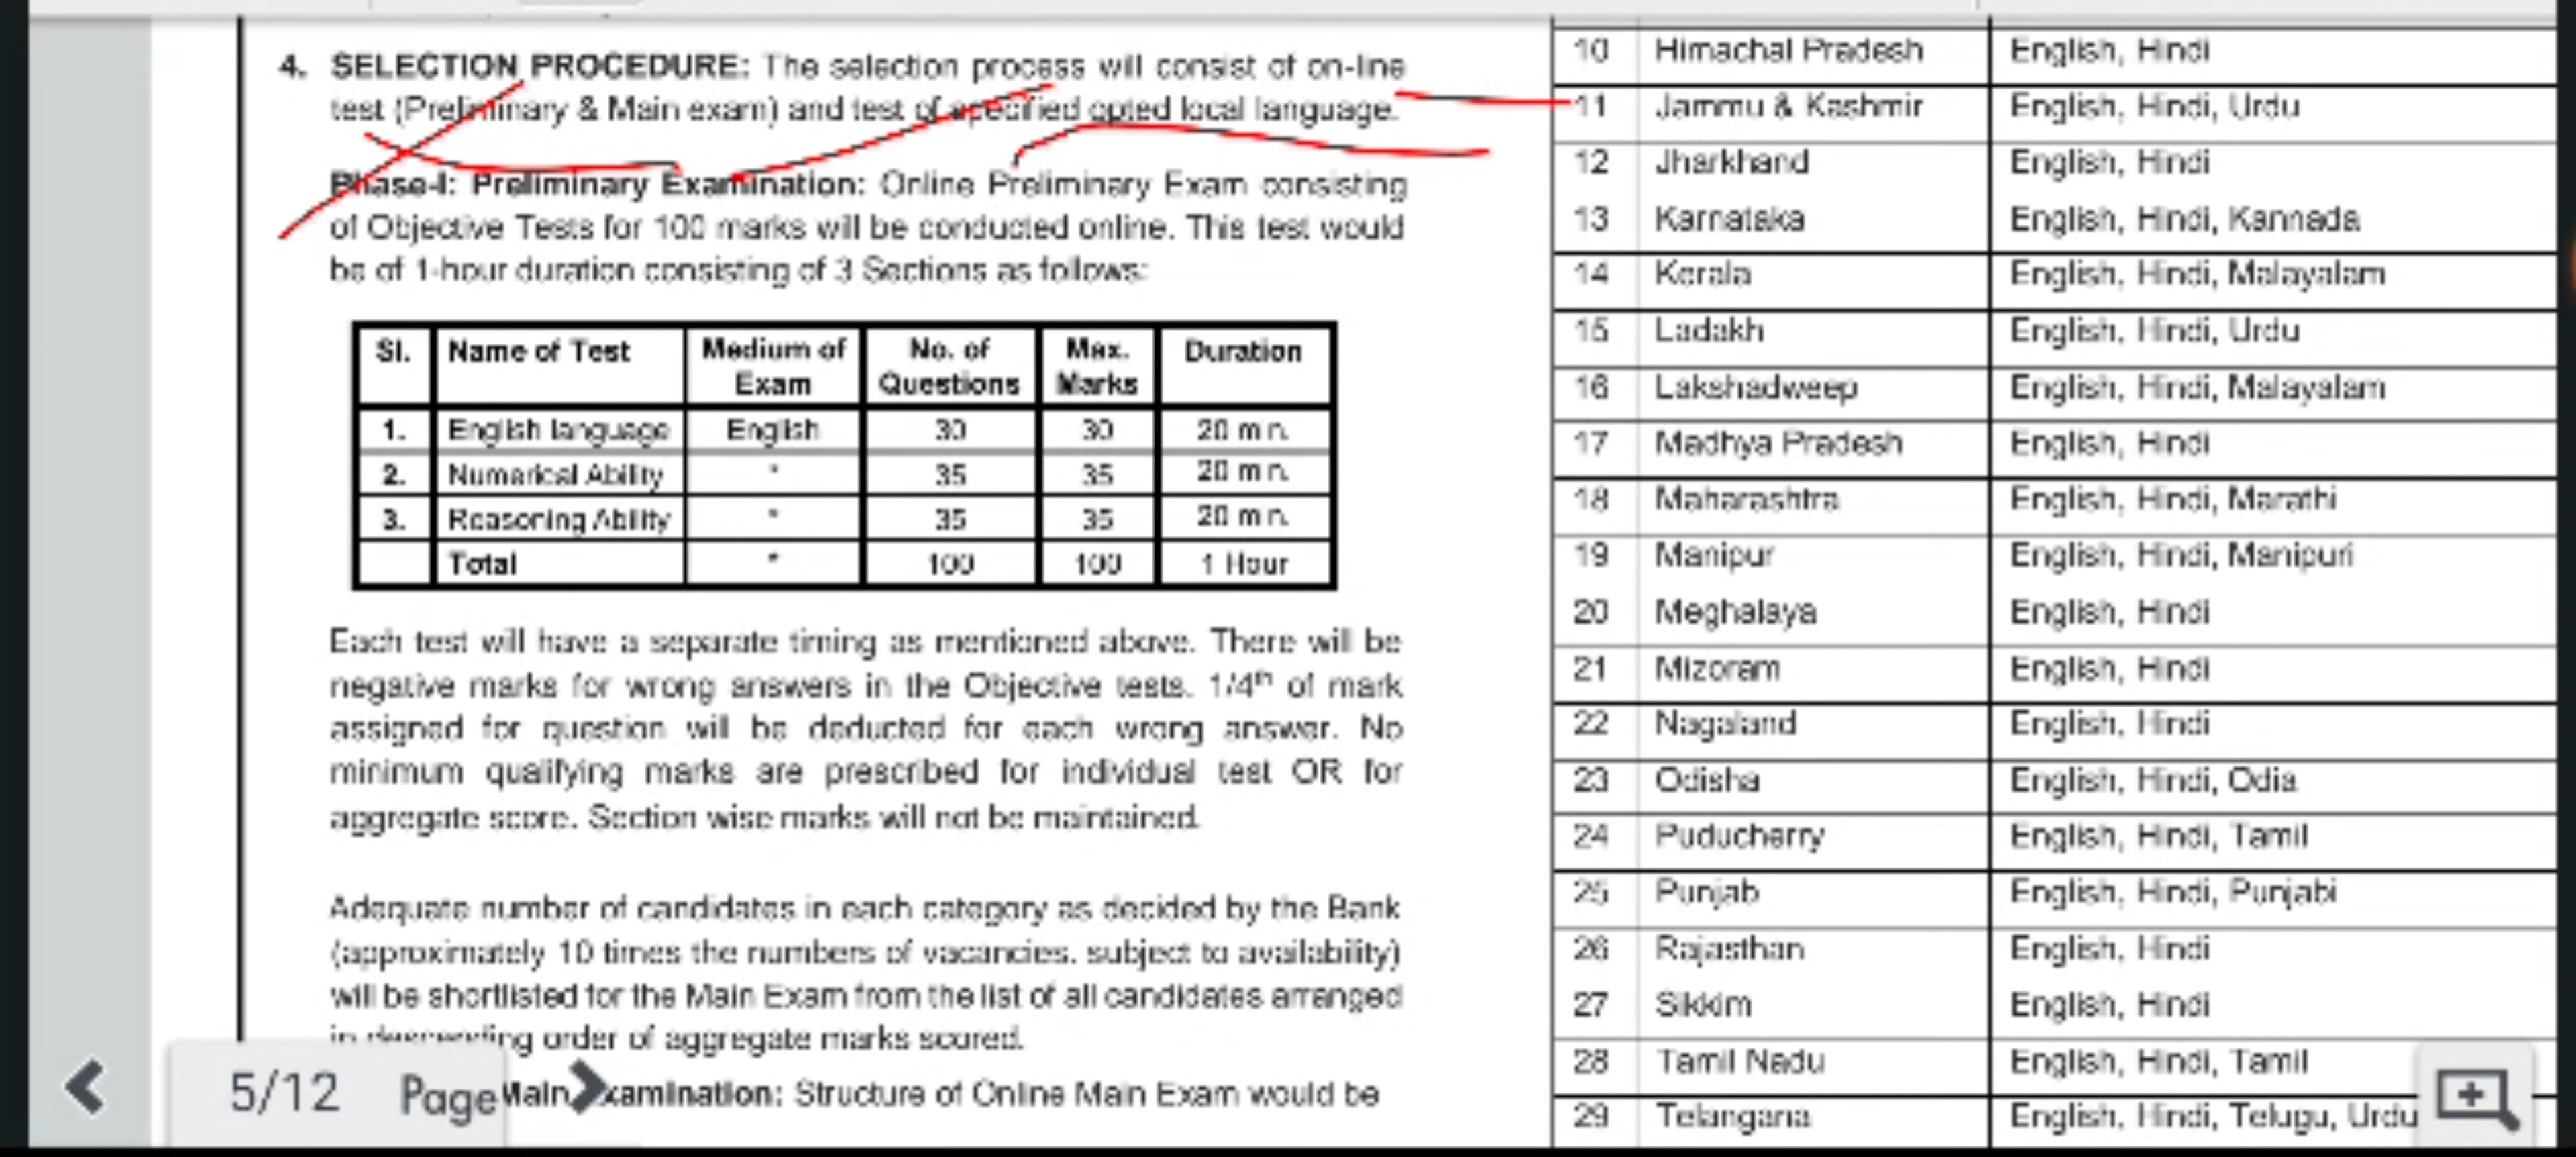 4. SELECTION PROCEDURE: The selection process will consist of on-line
test (Preliminary & Main exam) and test of specified opted local language.
Phase-I: Preliminary Examination: Online Preliminary Exam consisting
of Objective Tests for 100 marks will be conducted online. This test would
be of 1-hour duration consisting of 3 Sections as follows:
Sl. Name of Test Medium of Exam No. of Questions Max. Marks Duration
1. English language English 30 30 20 min.
2. Numerical Ability * 35 35 20 min.
3. Reasoning Ability * 35 35 20 min.
Total * 100 100 1 Hour
Each test will have a separate timing as mentioned above. There will be
negative marks for wrong answers in the Objective tests. 1/4th of mark
assigned for question will be deducted for each wrong answer. No
minimum qualifying marks are prescribed for individual test OR for
aggregate score. Section wise marks will not be maintained.
Adequate number of candidates in each category as decided by the Bank
(approximately 10 times the numbers of vacancies, subject to availability)
will be shortlisted for the Main Exam from the list of all candidates arranged
in descending order of aggregate marks scored.
Main Examination: Structure of Online Main Exam would be
5/12 Page
10 Himachal Pradesh English, Hindi
11 Jammu & Kashmir English, Hindi, Urdu
12 Jharkhand English, Hindi
13 Karnataka English, Hindi, Kannada
14 Kerala English, Hindi, Malayalam
15 Ladakh English, Hindi, Urdu
16 Lakshadweep English, Hindi, Malayalam
17 Madhya Pradesh English, Hindi
18 Maharashtra English, Hindi, Marathi
19 Manipur English, Hindi, Manipuri
20 Meghalaya English, Hindi
21 Mizoram English, Hindi
22 Nagaland English, Hindi
23 Odisha English, Hindi, Odia
24 Puducherry English, Hindi, Tamil
25 Punjab English, Hindi, Punjabi
26 Rajasthan English, Hindi
27 Sikkim English, Hindi
28 Tamil Nadu English, Hindi, Tamil
29 Telangana English, Hindi, Telugu, Urdu